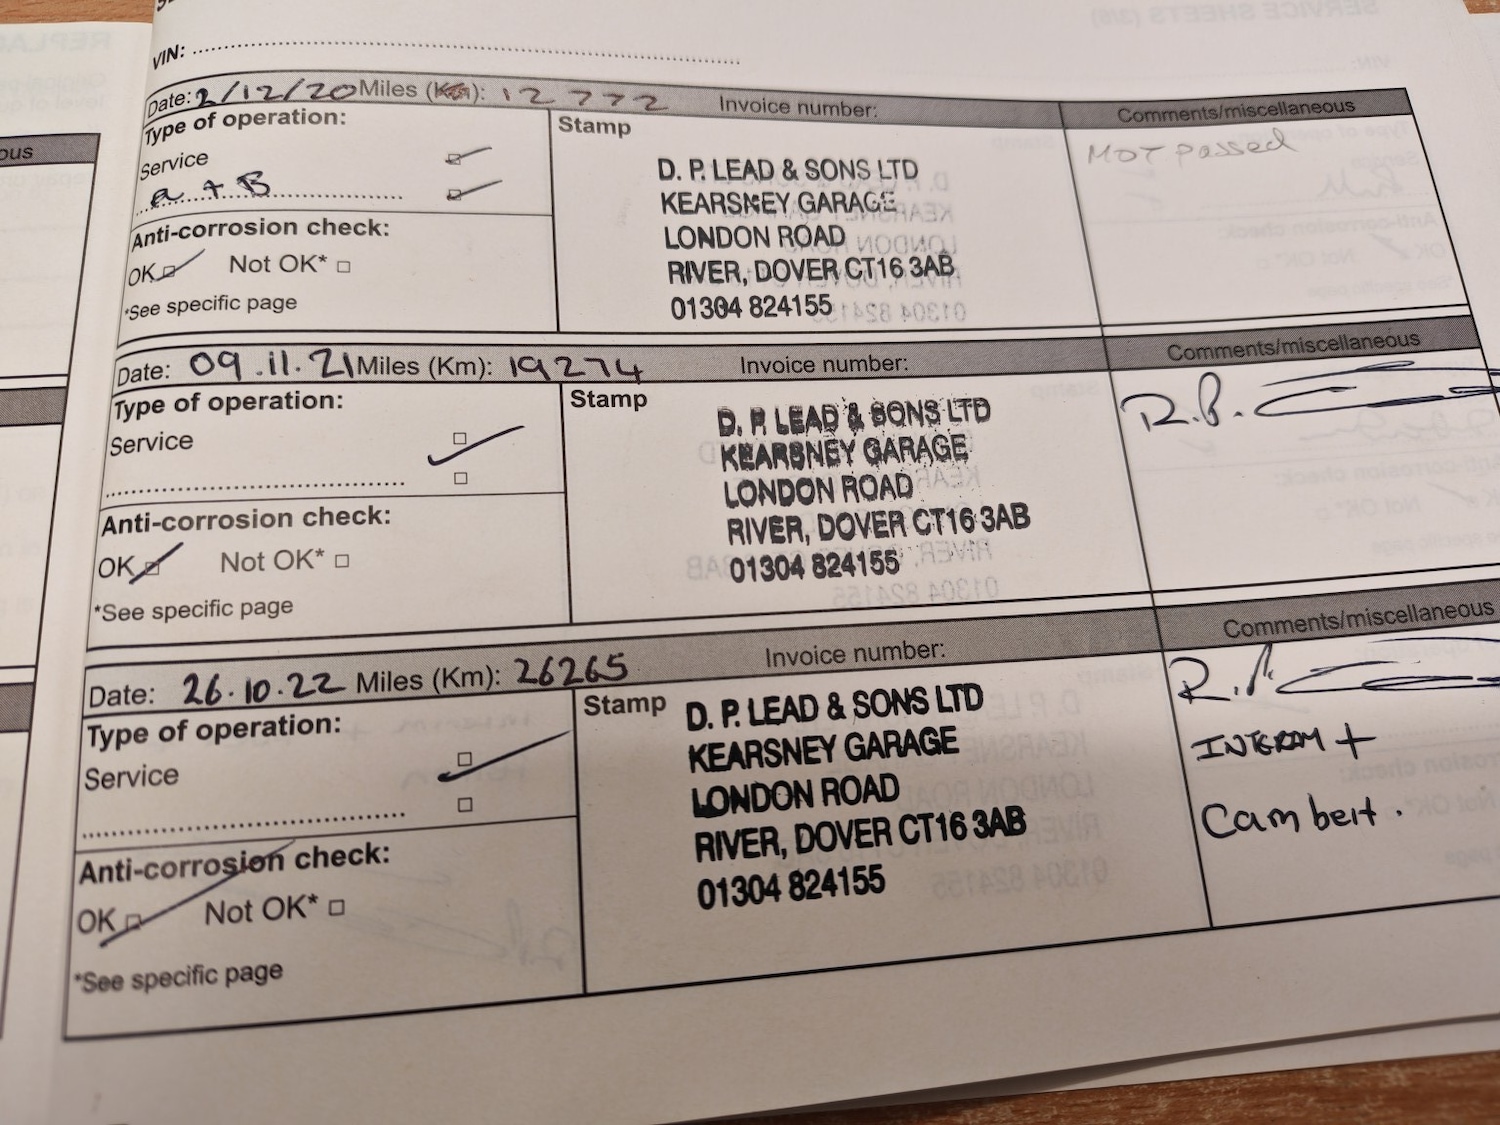 VIN:
Date: 2/12/20 Miles (Km): 12772 Invoice number: Comments/miscellaneous
Type of operation:
Service
a + B
Anti-corrosion check:
OK Not OK*
*See specific page
Stamp
D. P. LEAD & SONS LTD
KEARSNEY GARAGE
LONDON ROAD
RIVER, DOVER CT16 3AB
01304 824155
MOT passed
Date: 09.11.21 Miles (Km): 19274 Invoice number: Comments/miscellaneous
Type of operation:
Service
Anti-corrosion check:
OK Not OK*
*See specific page
Stamp
D. P. LEAD & SONS LTD
KEARSNEY GARAGE
LONDON ROAD
RIVER, DOVER CT16 3AB
01304 824155
Date: 26.10.22 Miles (Km): 26265 Invoice number: Comments/miscellaneous
Type of operation:
Service
Anti-corrosion check:
OK Not OK*
*See specific page
Stamp
D. P. LEAD & SONS LTD
KEARSNEY GARAGE
LONDON ROAD
RIVER, DOVER CT16 3AB
01304 824155
INTERIM +
Cam belt.